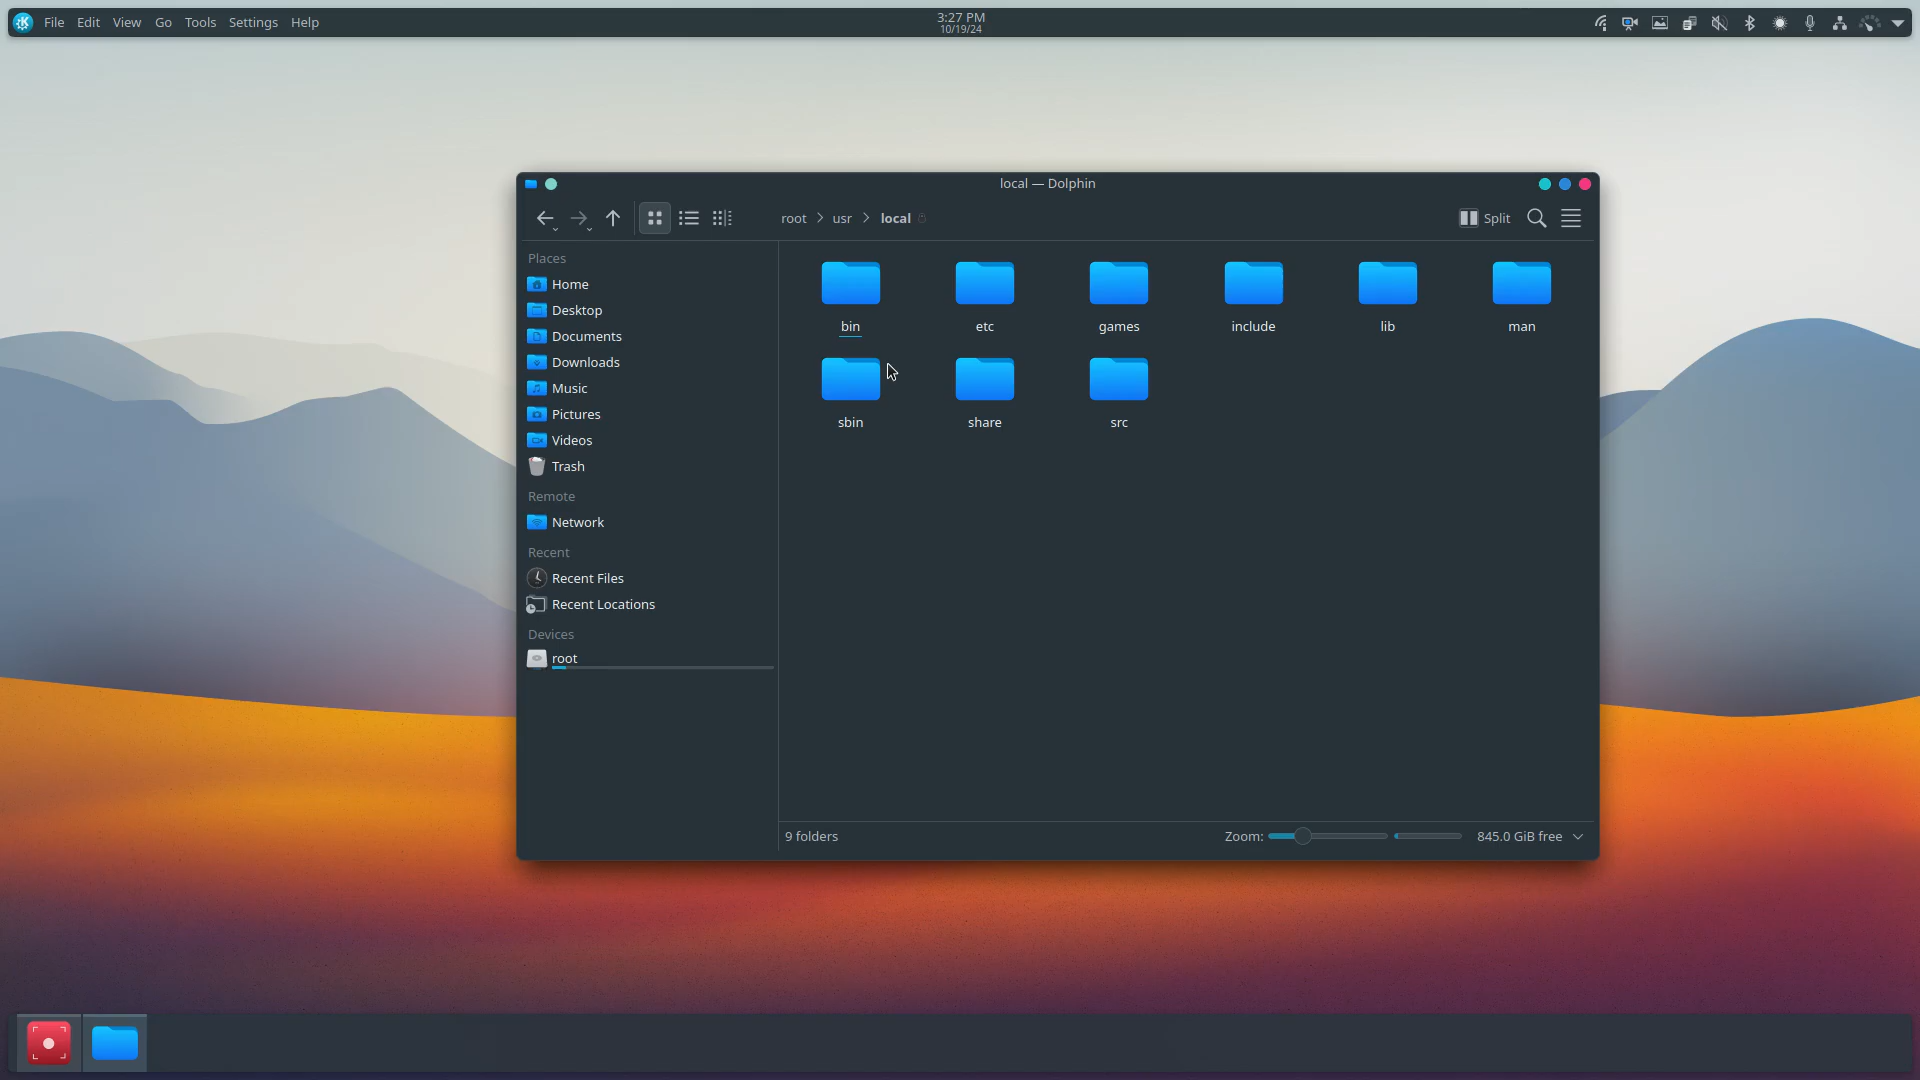 File Edit View Go Tools Settings Help
3:27 PM
10/19/24
local — Dolphin
root usr local
Split
Places
Home
Desktop
Documents
Downloads
Music
Pictures
Videos
Trash
Remote
Network
Recent
Recent Files
Recent Locations
Devices
root
bin etc games include lib man
sbin share src
9 folders
Zoom:
845.0 GiB free